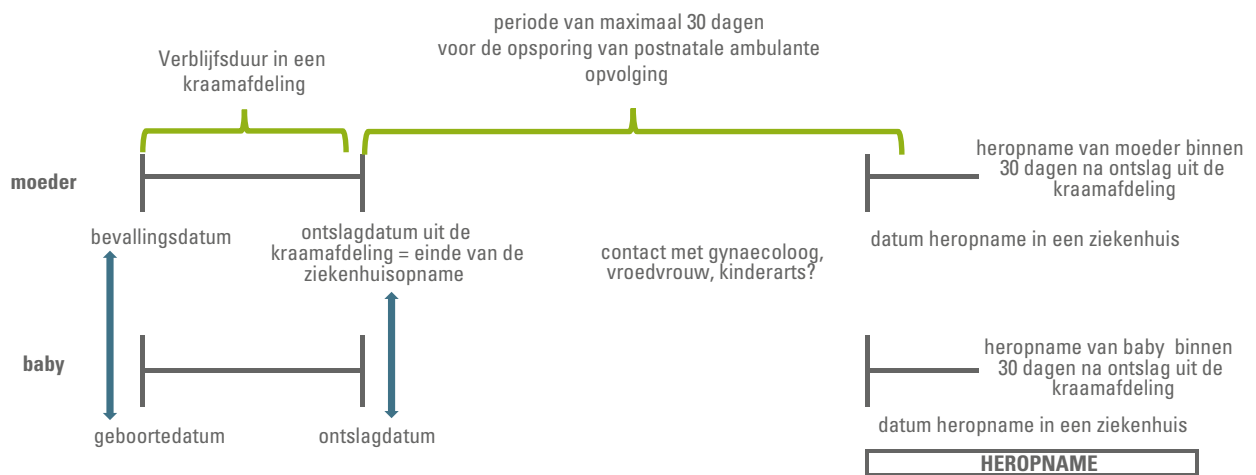 periode van maximaal 30 dagen
voor de opsporing van postnatale ambulante
opvolging
Verblijfsduur in een
kraamafdeling
moeder
heropname van moeder binnen
30 dagen na ontslag uit de
kraamafdeling
bevallingsdatum
ontslagdatum uit de
kraamafdeling = einde van de
ziekenhuisopname
contact met gynaecoloog,
vroedvrouw, kinderarts?
datum heropname in een ziekenhuis
baby
heropname van baby binnen
30 dagen na ontslag uit de
kraamafdeling
geboortedatum
ontslagdatum
datum heropname in een ziekenhuis
HEROPNAME